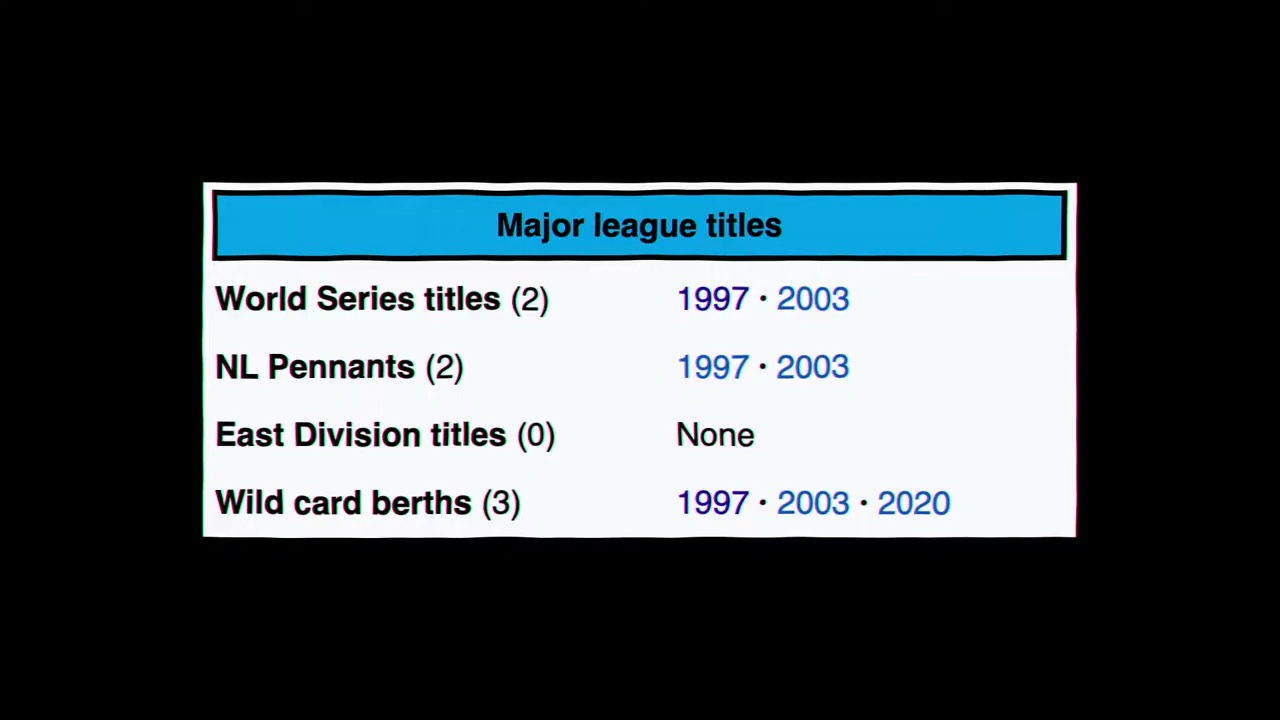 Major league titles
World Series titles (2) 1997 · 2003
NL Pennants (2) 1997 · 2003
East Division titles (0) None
Wild card berths (3) 1997 · 2003 · 2020